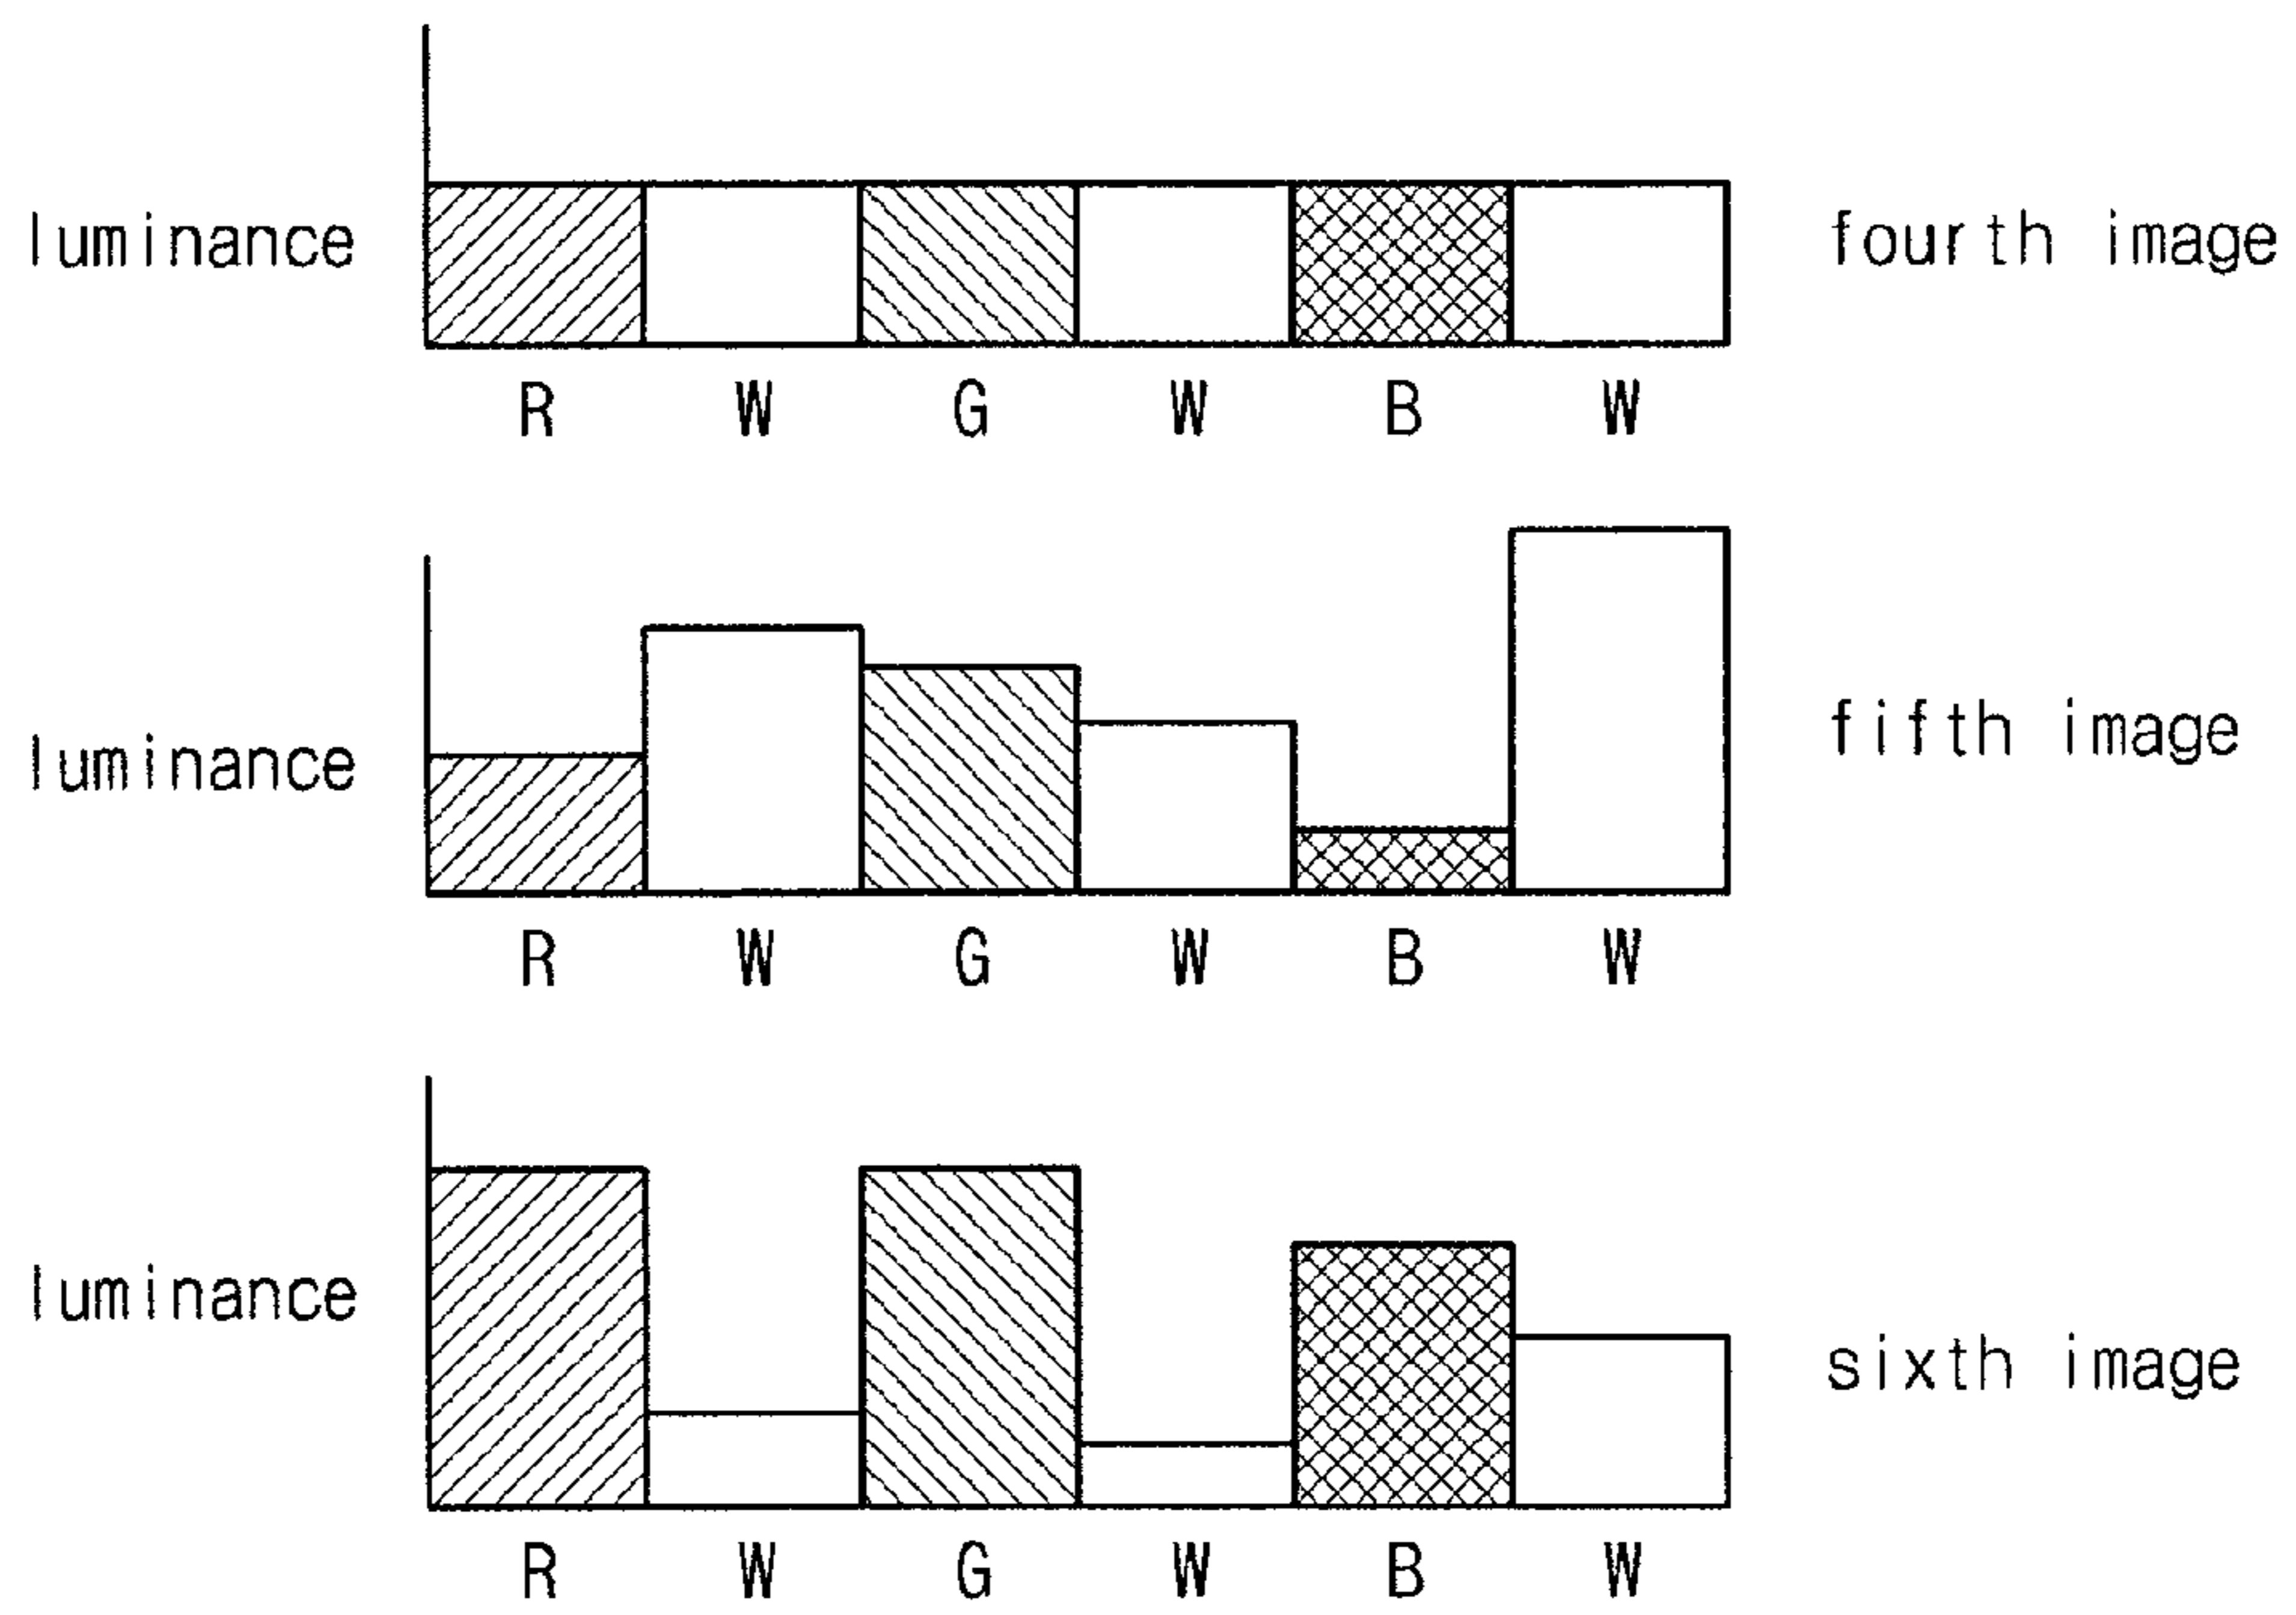 luminance
fourth image
R W G W B W
luminance
fifth image
R W G W B W
luminance
sixth image
R W G W B W